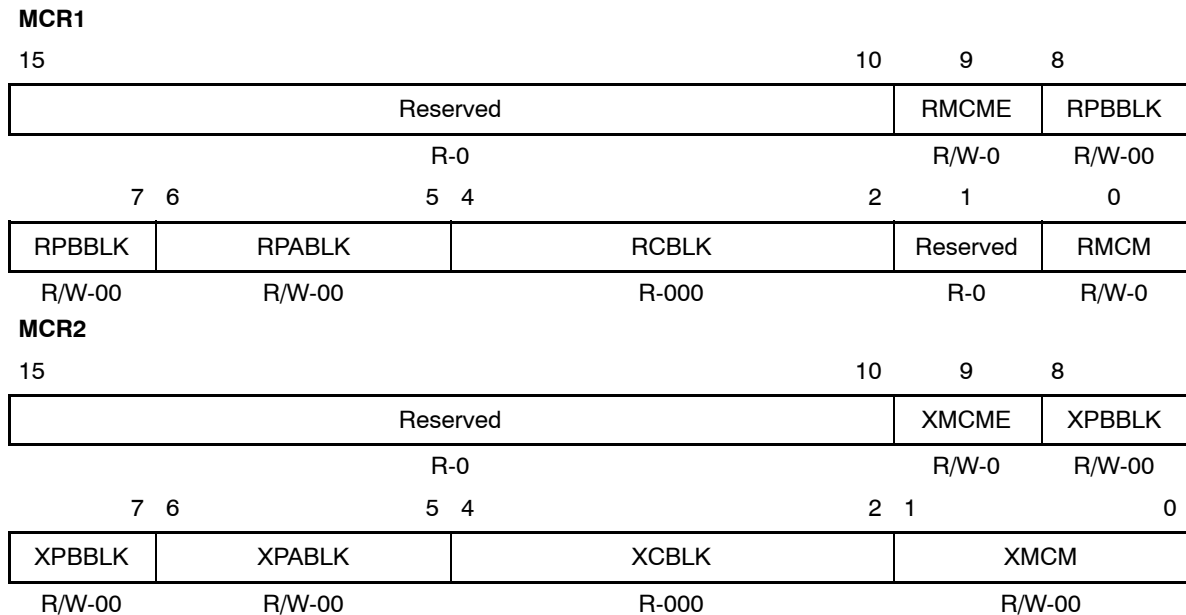 MCR1
15 10 9 8
Reserved RMCME RPBBLK
R-0 R/W-0 R/W-00
7 6 5 4 2 1 0
RPBBLK RPABLK RCBLK Reserved RMCM
R/W-00 R/W-00 R-000 R-0 R/W-0
MCR2
15 10 9 8
Reserved XMCME XPBBLK
R-0 R/W-0 R/W-00
7 6 5 4 2 1 0
XPBBLK XPABLK XCBLK XMCM
R/W-00 R/W-00 R-000 R/W-00